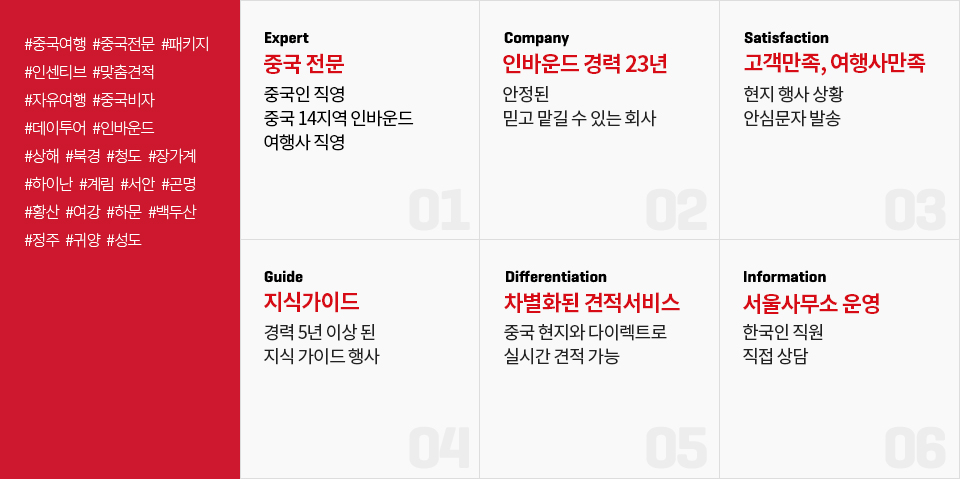 #중국여행 #중국전문 #패키지
#인센티브 #맞춤견적
#자유여행 #중국비자
#데이투어 #인바운드
#상해 #북경 #청도 #장가계
#하이난 #계림 #서안 #곤명
#황산 #여강 #하문 #백두산
#정주 #귀양 #성도
Expert
중국 전문
중국인 직영
중국 14지역 인바운드
여행사 직영
01
Company
인바운드 경력 23년
안정된
믿고 맡길 수 있는 회사
02
Satisfaction
고객만족, 여행사만족
현지 행사 상황
안심문자 발송
03
Guide
지식가이드
경력 5년 이상 된
지식 가이드 행사
04
Differentiation
차별화된 견적서비스
중국 현지와 다이렉트로
실시간 견적 가능
05
Information
서울사무소 운영
한국인 직원
직접 상담
06